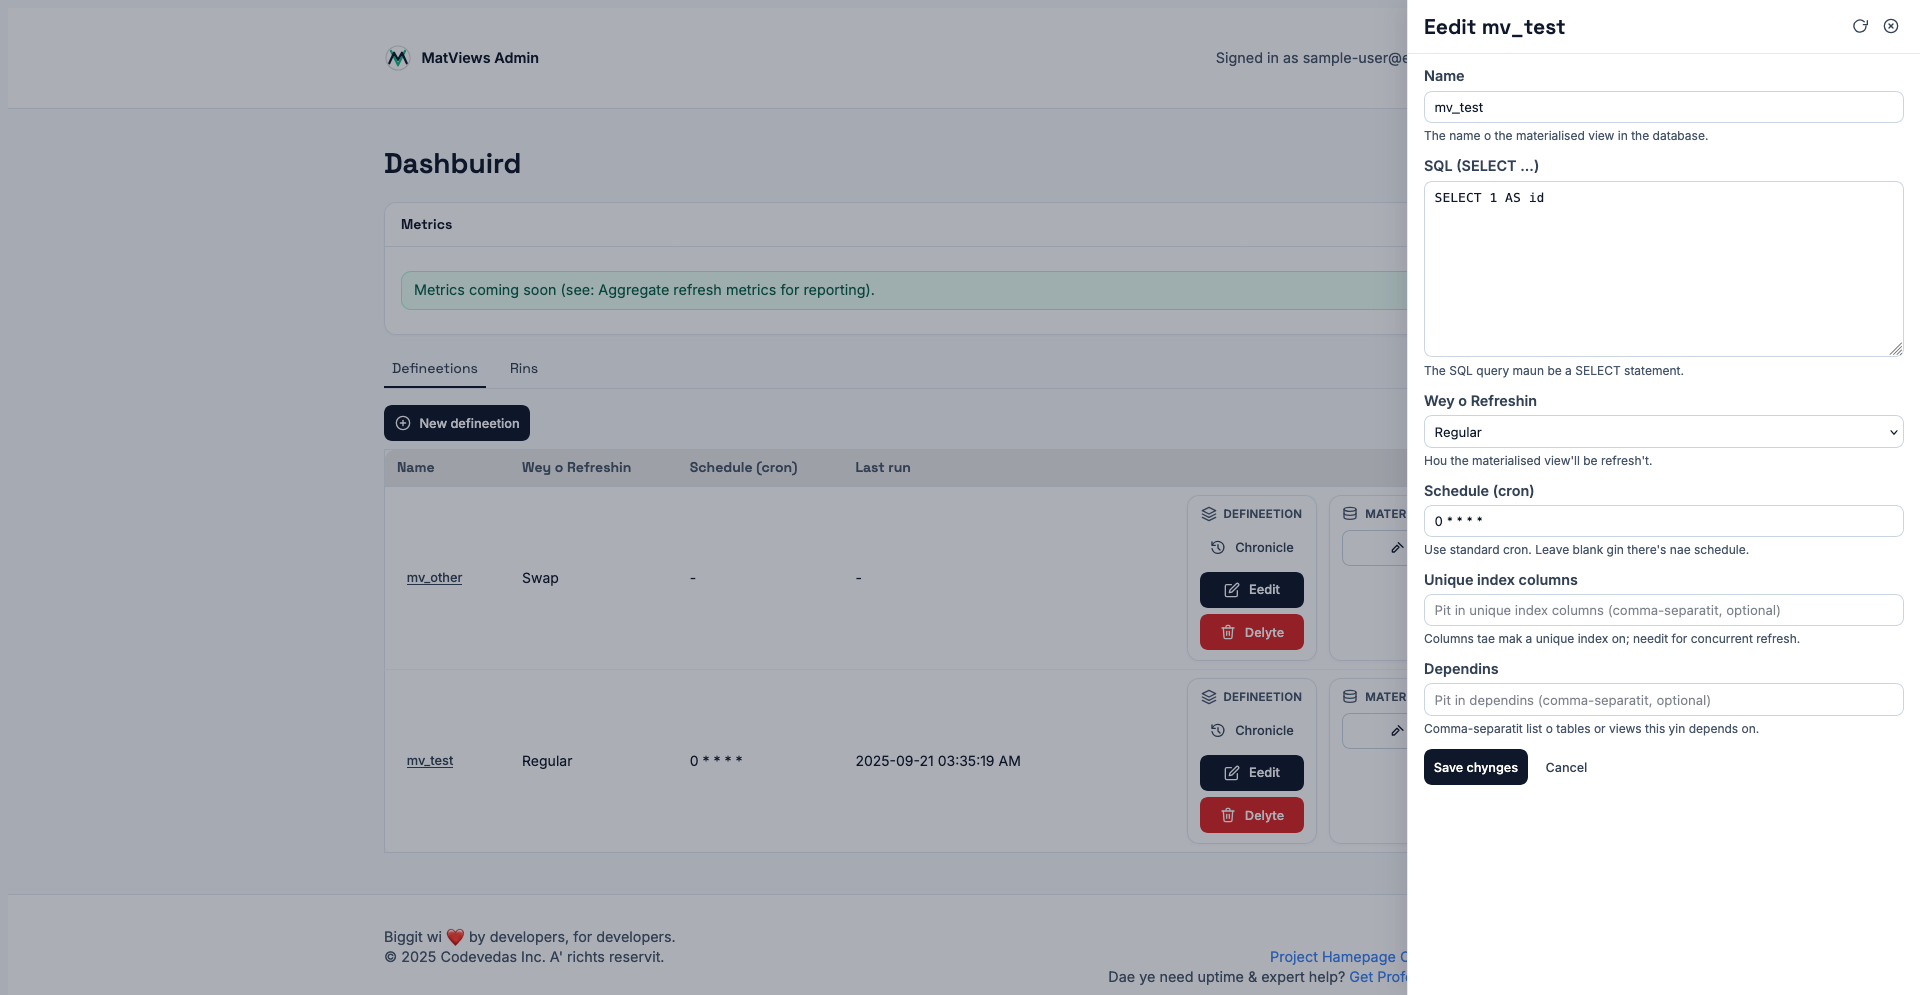 MatViews Admin
Signed in as sample-user@e
Dashbuird
Metrics
Metrics coming soon (see: Aggregate refresh metrics for reporting).
Defineetions Rins
New defineetion
Name Wey o Refreshin Schedule (cron) Last run
DEFINEETION MATER
Chronicle
mv_other Swap - -
Eedit
Delyte
DEFINEETION MATER
Chronicle
mv_test Regular 0 * * * * 2025-09-21 03:35:19 AM
Eedit
Delyte
Biggit wi ❤️ by developers, for developers.
© 2025 Codevedas Inc. A' richts reservit.
Project Hamepage
Dae ye need uptime & expert help? Get Prof
Eedit mv_test
Name
mv_test
The name o the materialised view in the database.
SQL (SELECT …)
SELECT 1 AS id
The SQL query maun be a SELECT statement.
Wey o Refreshin
Regular
Hou the materialised view'll be refresh't.
Schedule (cron)
0 * * * *
Use standard cron. Leave blank gin there's nae schedule.
Unique index columns
Pit in unique index columns (comma-separatit, optional)
Columns tae mak a unique index on; needit for concurrent refresh.
Dependins
Pit in dependins (comma-separatit, optional)
Comma-separatit list o tables or views this yin depends on.
Save chynges Cancel